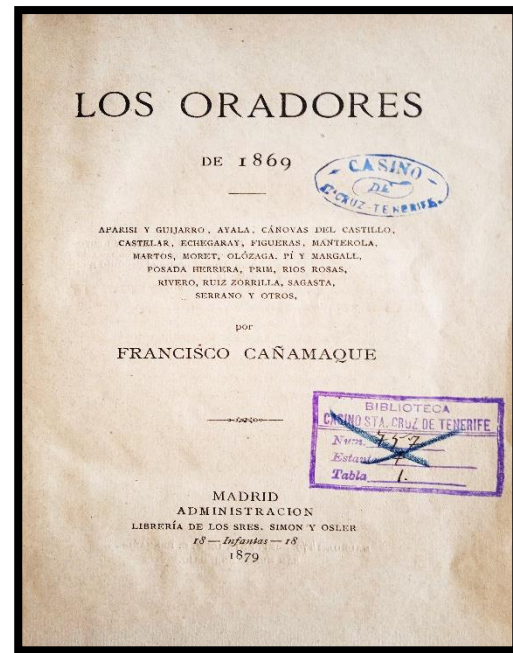 LOS ORADORES
DE 1869
CASINO
DE
STA CRUZ-TENERIFE
APARISI Y GUIJARRO, AYALA, CÁNOVAS DEL CASTILLO,
CASTELAR, ECHEGARAY, FIGUERAS, MANTEROLA,
MARTOS, MORET, OLÓZAGA, PÍ Y MARGALL,
POSADA HERRERA, PRIM, RIOS ROSAS,
RIVERO, RUIZ ZORRILLA, SAGASTA,
SERRANO Y OTROS,
por
FRANCISCO CAÑAMAQUE
BIBLIOTECA
CASINO STA. CRUZ DE TENERIFE
Num. 757
Estante
Tabla 1.
MADRID
ADMINISTRACION
LIBRERÍA DE LOS SRES. SIMON Y OSLER
18 — Infantas — 18
1879